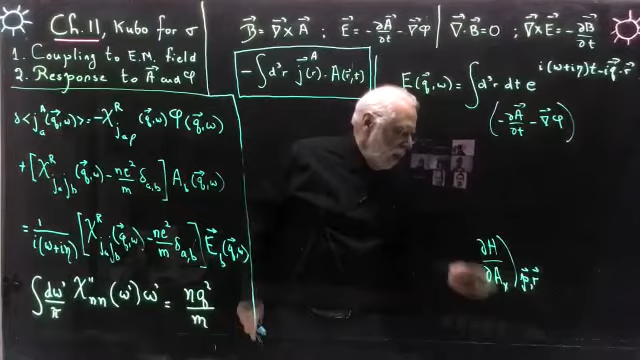 Ch. 11, Kubo for σ
1. Coupling to E.M. field
2. Response to A⃗ and φ
B⃗ = ∇⃗ × A⃗ | E⃗ = -∂A⃗/∂t - ∇⃗φ | ∇⃗·B⃗ = 0 ; ∇⃗×E⃗ = -∂B⃗/∂t
-∫d³r j⃗^A(r⃗)·A(r⃗,t)
E(q⃗,ω) = ∫d³r dt e^{i(ω+iη)t - iq⃗·r⃗}
(-∂A⃗/∂t - ∇⃗φ)
δ<j_a^A(q⃗,ω)> = -χ^R_{j_a ρ}(q⃗,ω) φ(q⃗,ω)
+ [χ^R_{j_a j_b}(q⃗,ω) - ne²/m δ_{a,b}] A_b(q⃗,ω)
= 1/i(ω+iη) [χ^R_{j_a j_b}(q⃗,ω) - ne²/m δ_{a,b}] E⃗_b(q⃗,ω)
∫dω'/π χ''_{nn}(ω')ω' = nq²/m
∂H/∂A_x)_{p⃗,r⃗}